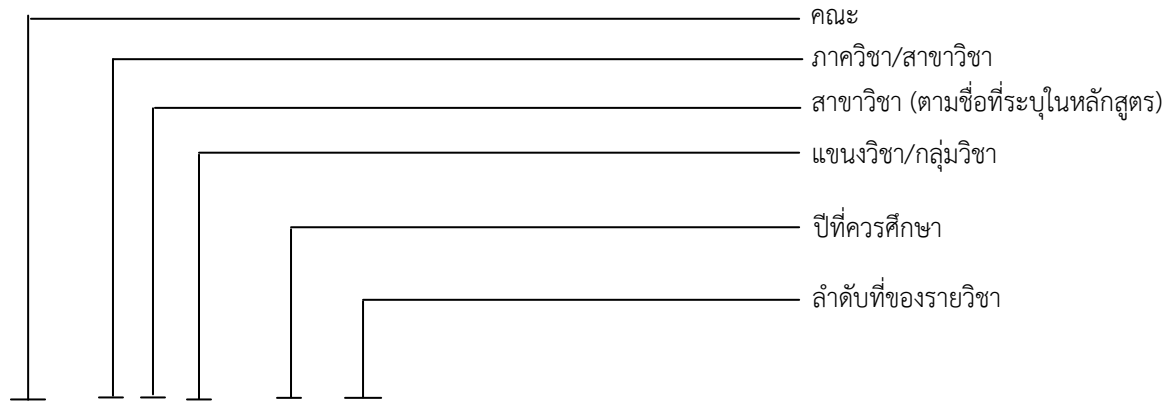 คณะ
ภาควิชา/สาขาวิชา
สาขาวิชา (ตามชื่อที่ระบุในหลักสูตร)
แขนงวิชา/กลุ่มวิชา
ปีที่ควรศึกษา
ลำดับที่ของรายวิชา